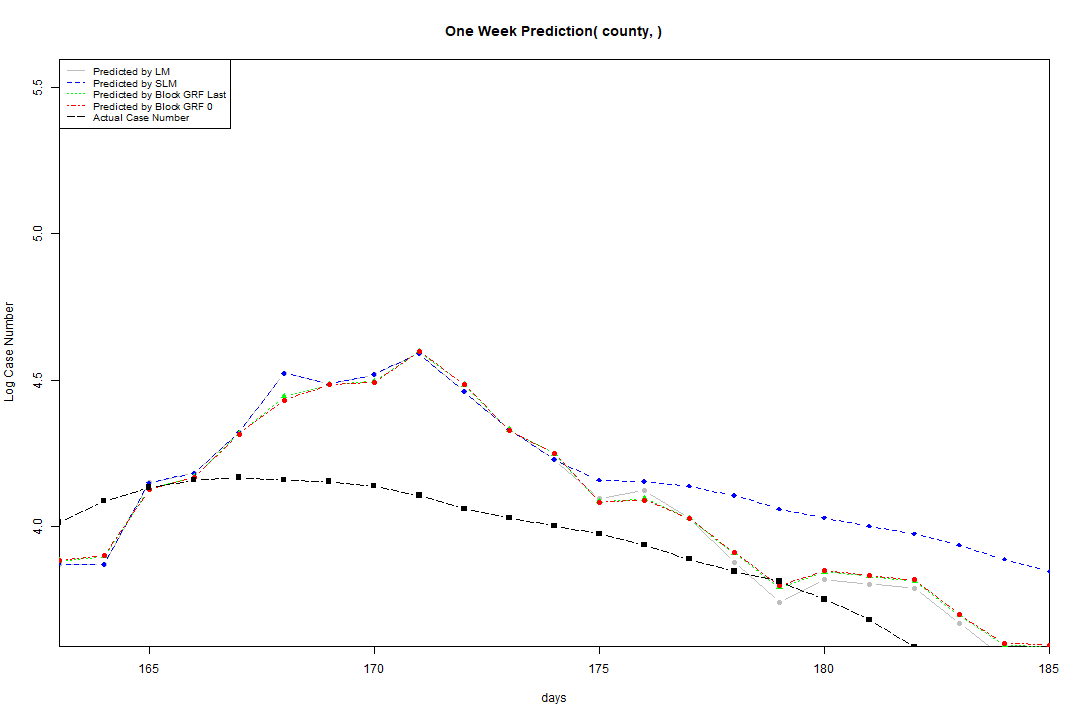 One Week Prediction( county, )
Predicted by LM
Predicted by SLM
Predicted by Block GRF Last
Predicted by Block GRF 0
Actual Case Number
5.5
5.0
4.5
4.0
Log Case Number
165 170 175 180 185
days